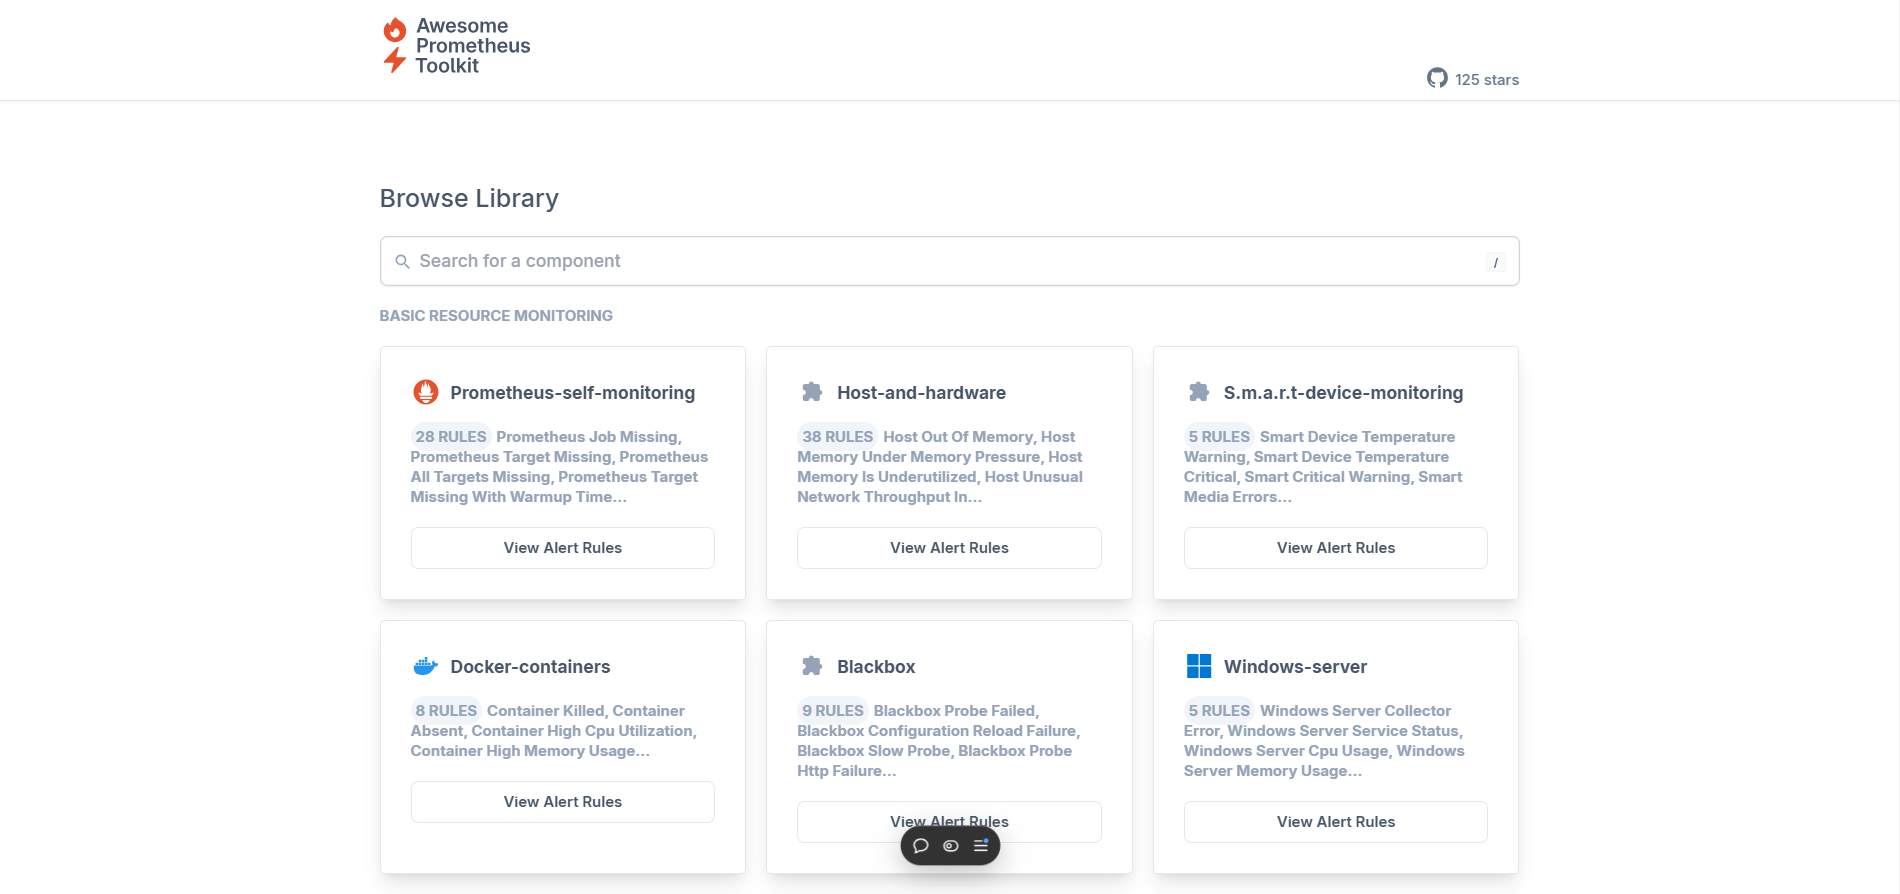 Awesome
Prometheus
Toolkit
125 stars
Browse Library
Search for a component
/
BASIC RESOURCE MONITORING
Prometheus-self-monitoring
28 RULES Prometheus Job Missing,
Prometheus Target Missing, Prometheus
All Targets Missing, Prometheus Target
Missing With Warmup Time...
View Alert Rules
Host-and-hardware
38 RULES Host Out Of Memory, Host
Memory Under Memory Pressure, Host
Memory Is Underutilized, Host Unusual
Network Throughput In...
View Alert Rules
S.m.a.r.t-device-monitoring
5 RULES Smart Device Temperature
Warning, Smart Device Temperature
Critical, Smart Critical Warning, Smart
Media Errors...
View Alert Rules
Docker-containers
8 RULES Container Killed, Container
Absent, Container High Cpu Utilization,
Container High Memory Usage...
View Alert Rules
Blackbox
9 RULES Blackbox Probe Failed,
Blackbox Configuration Reload Failure,
Blackbox Slow Probe, Blackbox Probe
Http Failure...
View Alert Rules
Windows-server
5 RULES Windows Server Collector
Error, Windows Server Service Status,
Windows Server Cpu Usage, Windows
Server Memory Usage...
View Alert Rules